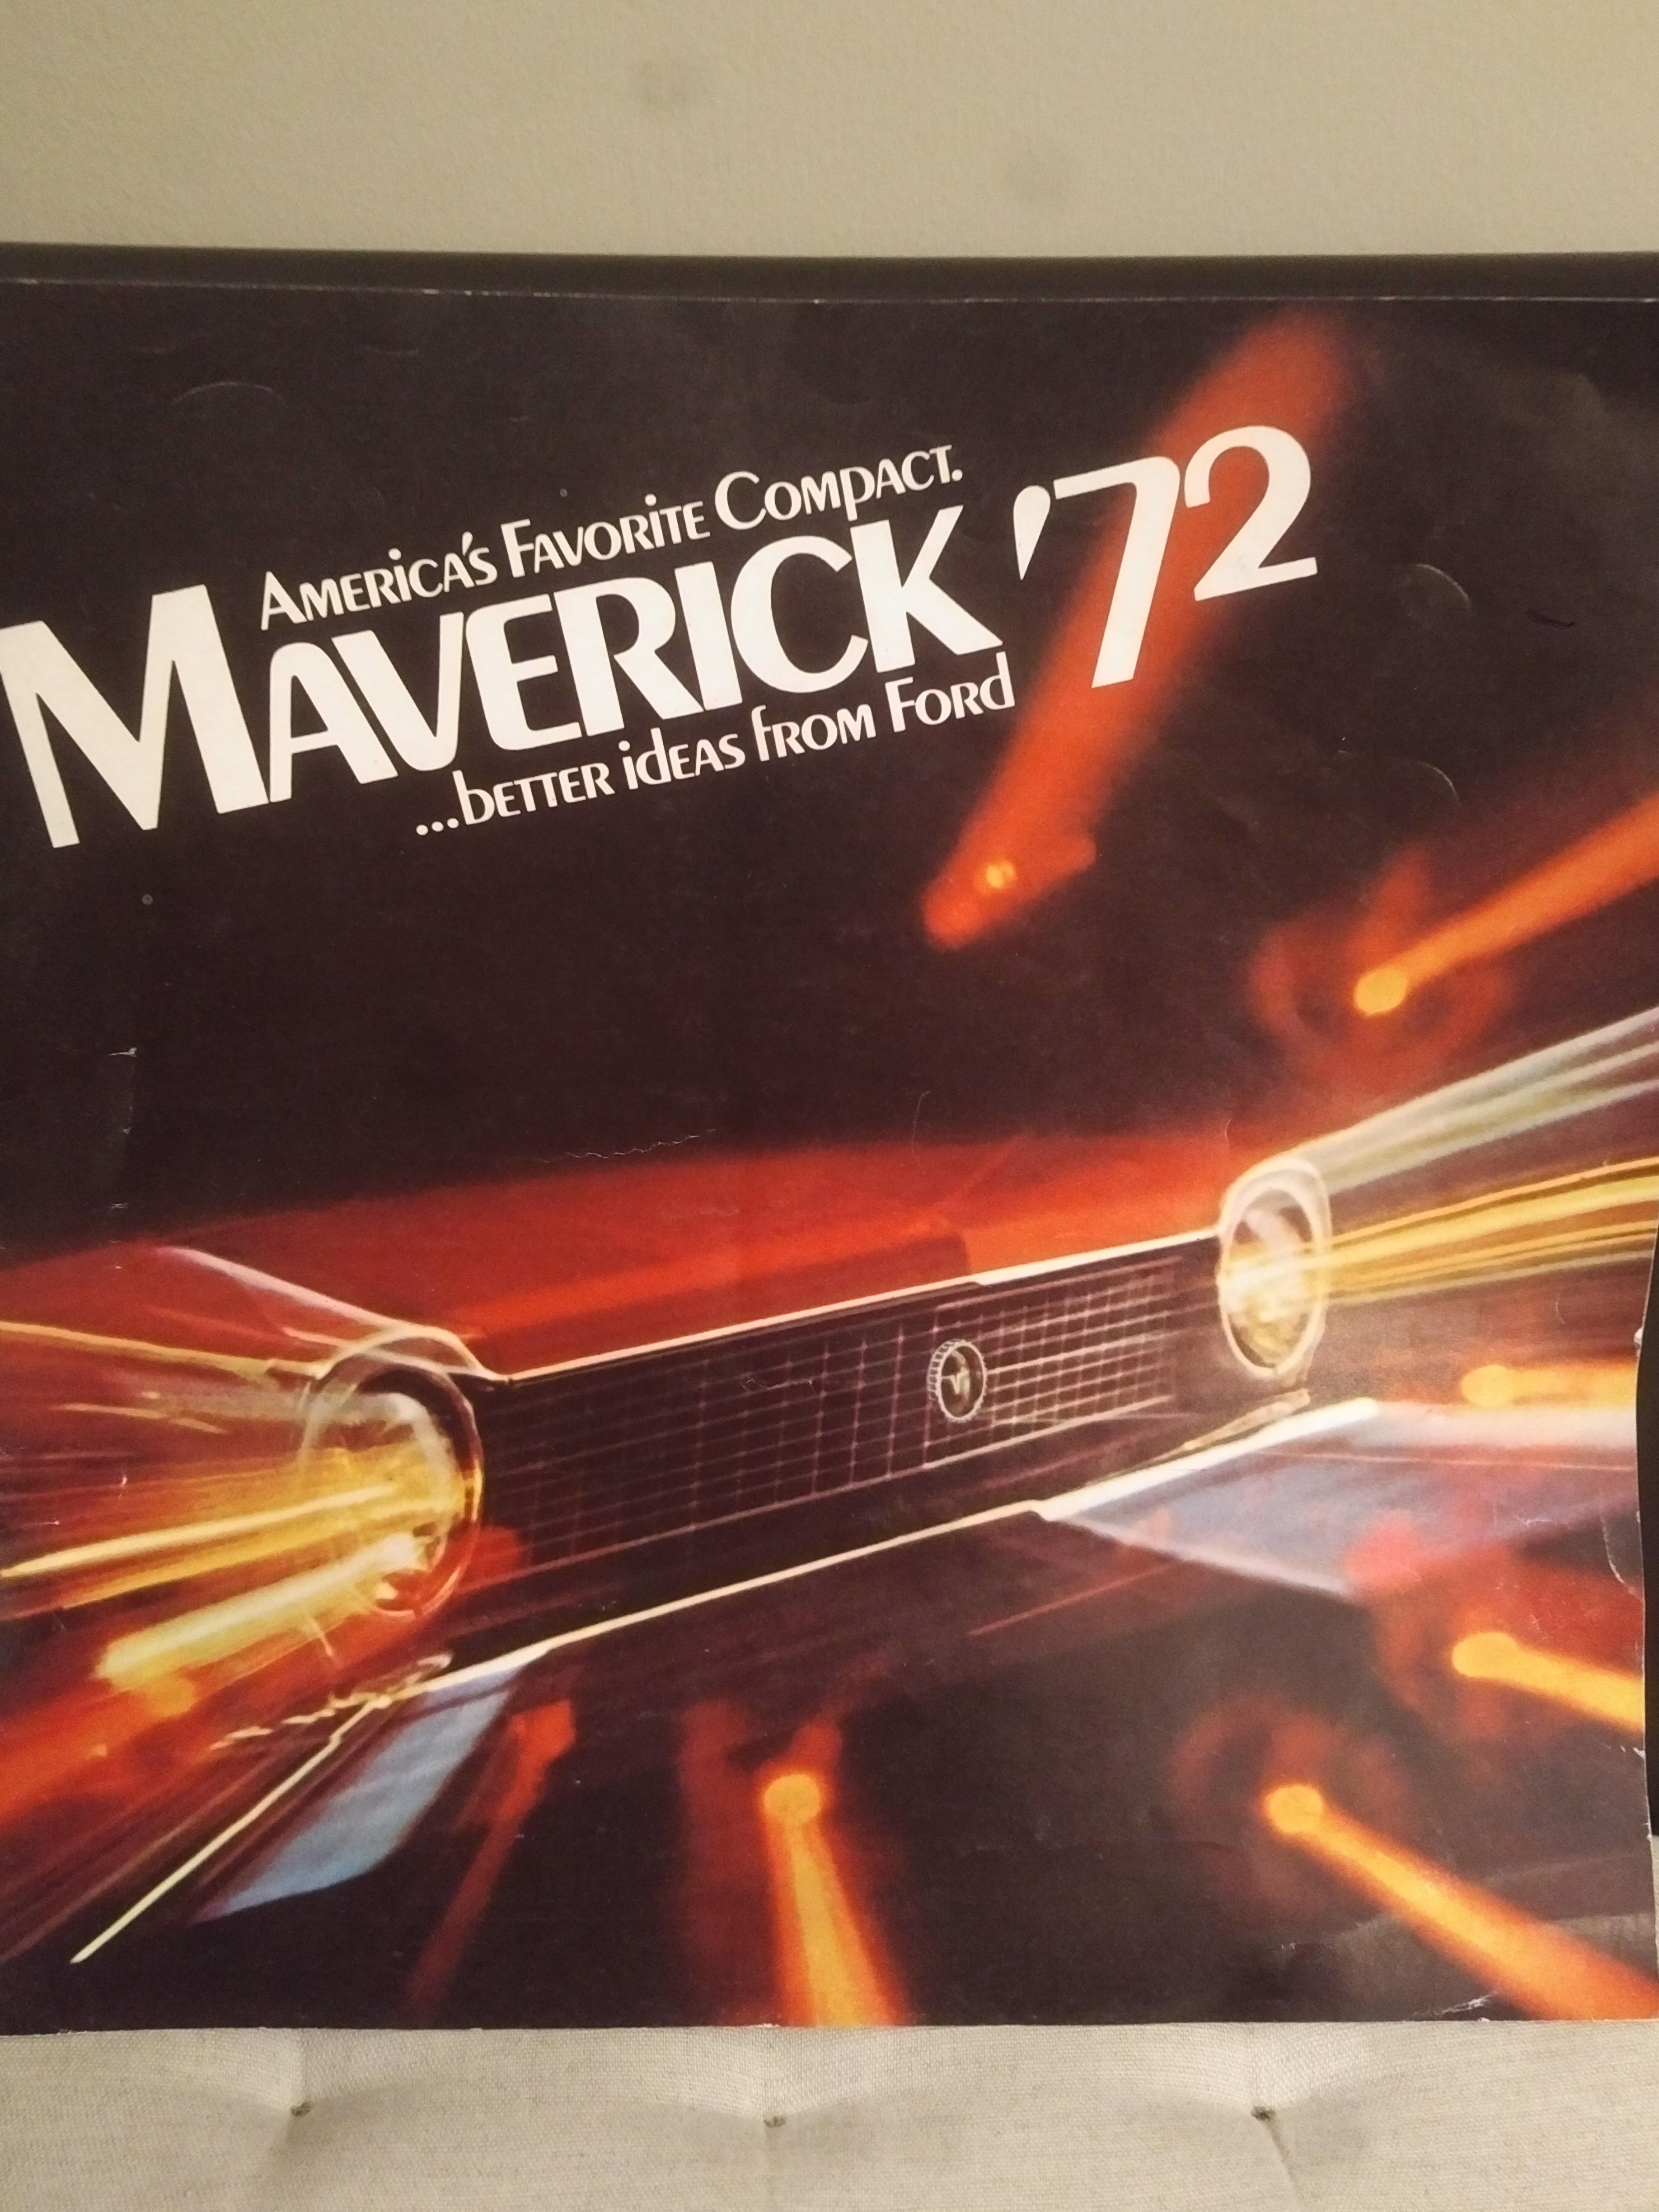 America's Favorite Compact.
Maverick '72
...better ideas from Ford